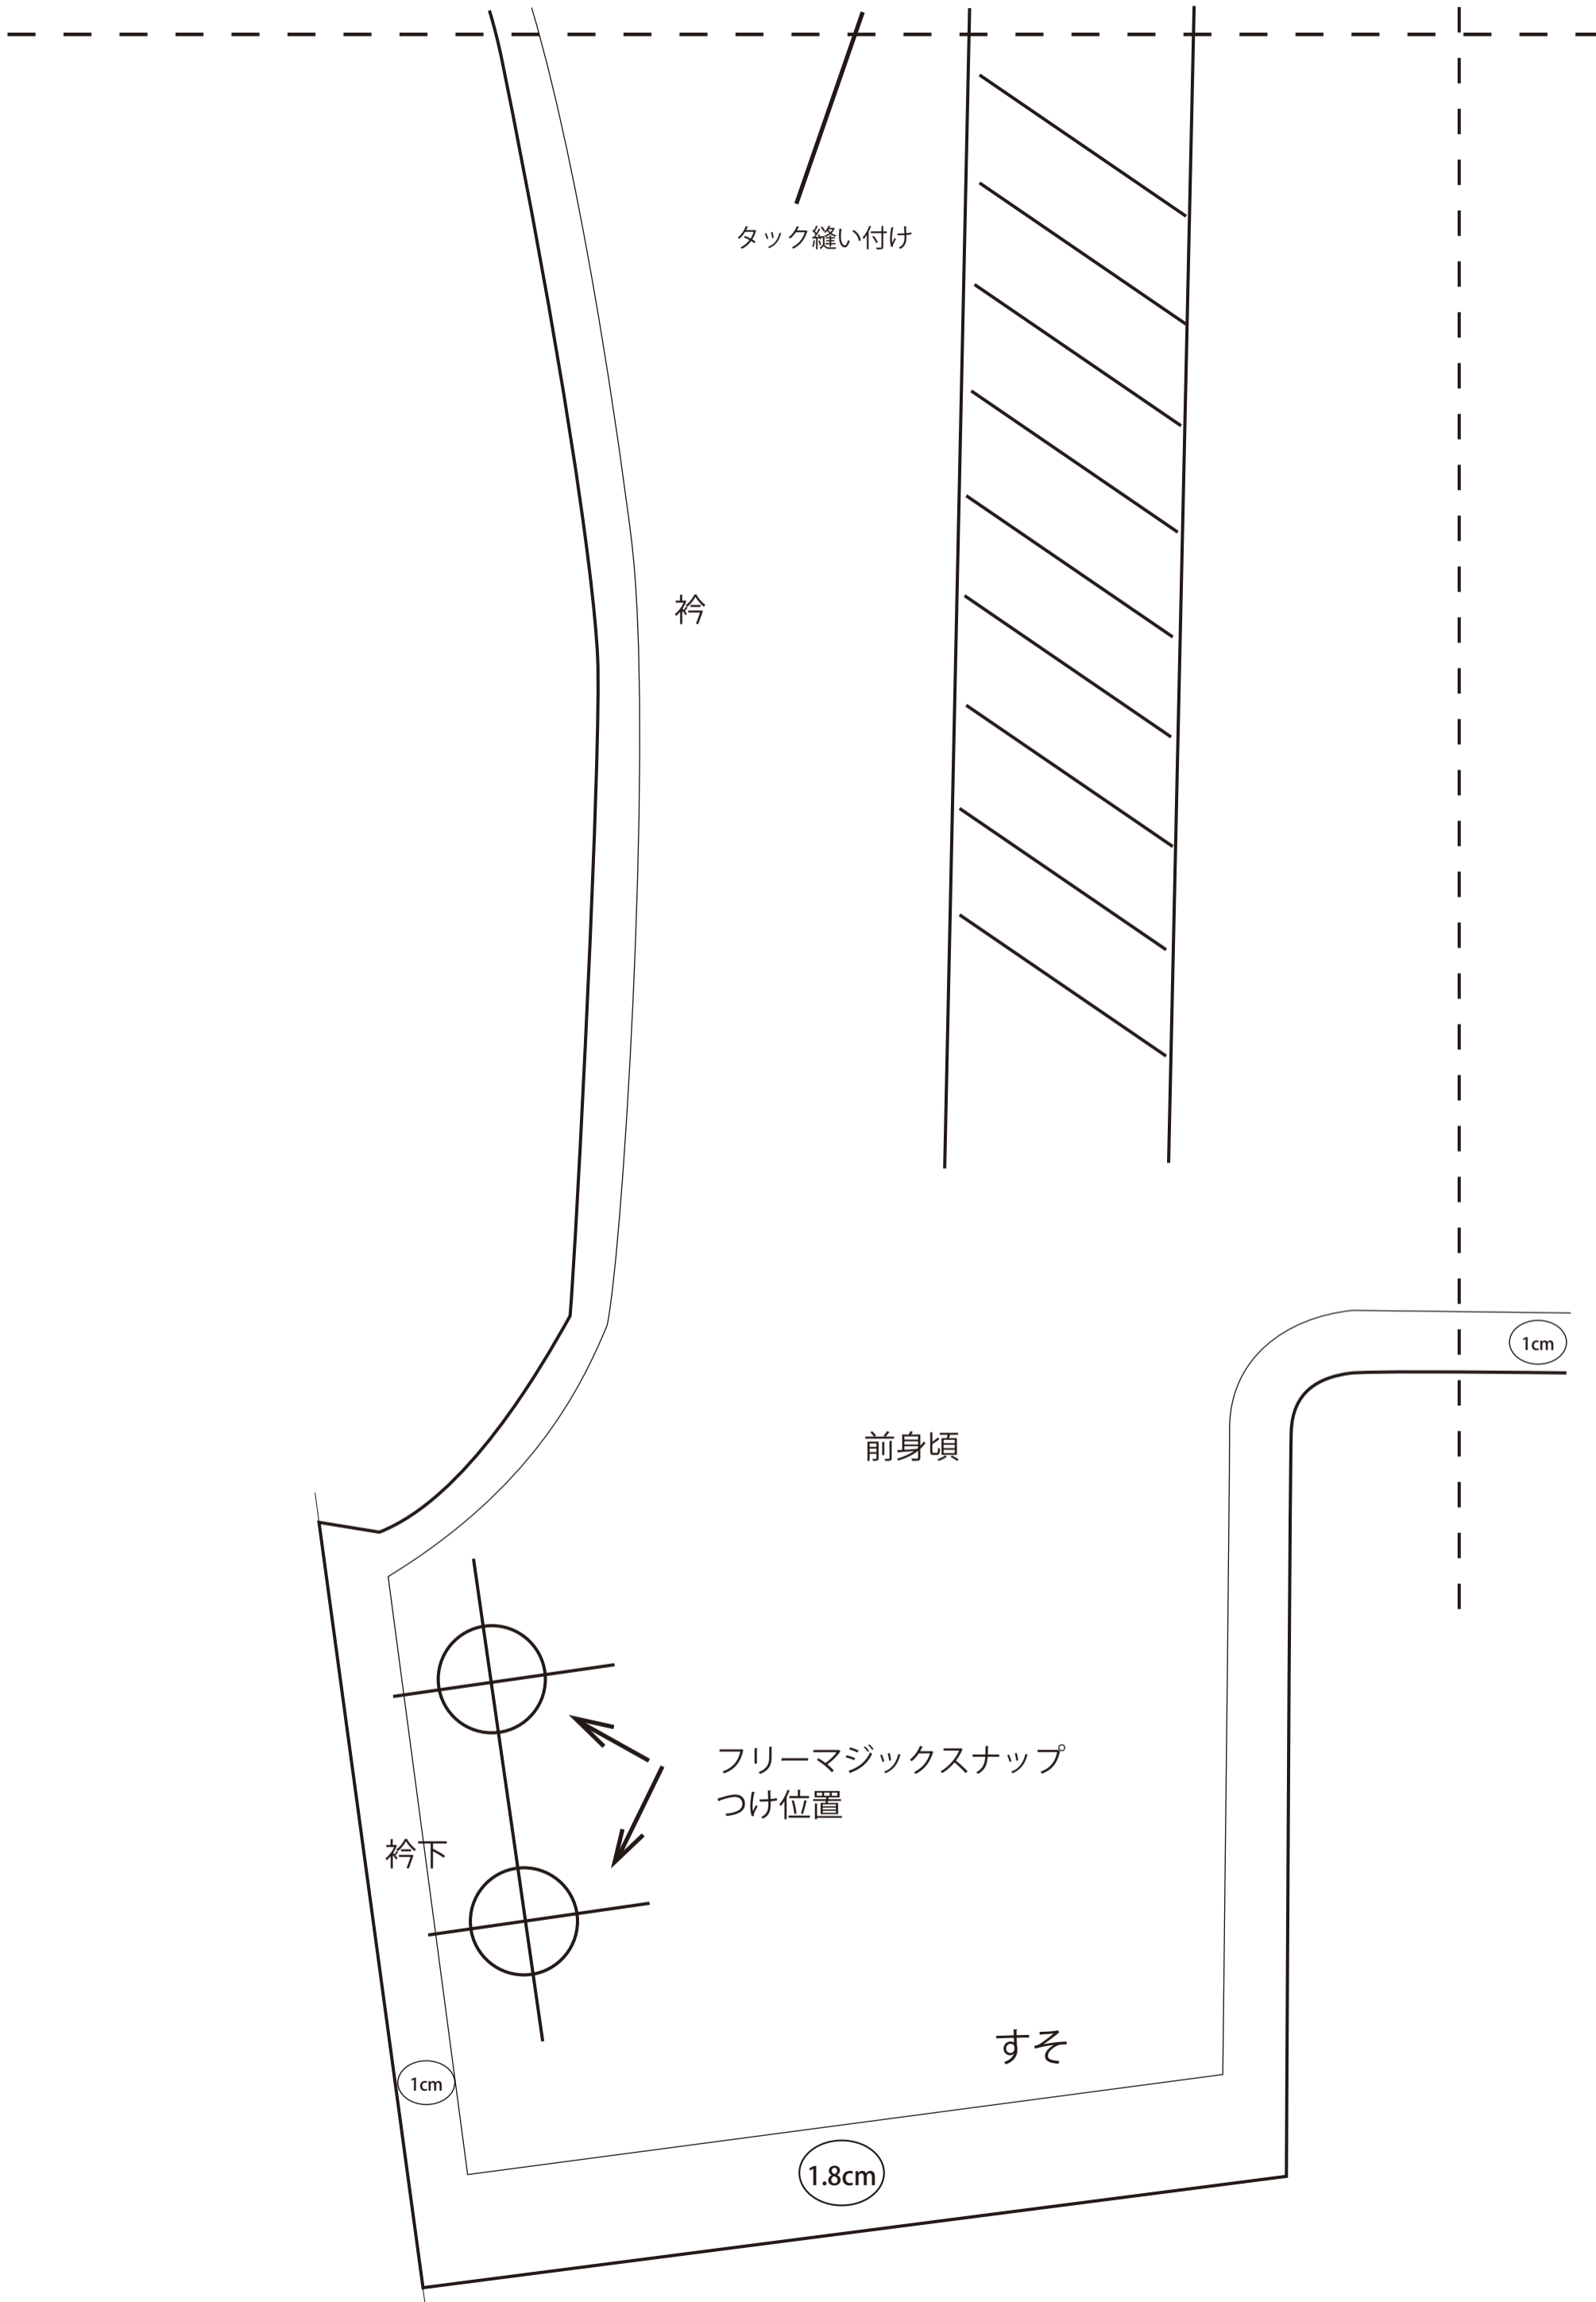 タック縫い付け
衿
1cm
前身頃
フリーマジックスナップ
つけ位置
衿下
すそ
1cm
1.8cm